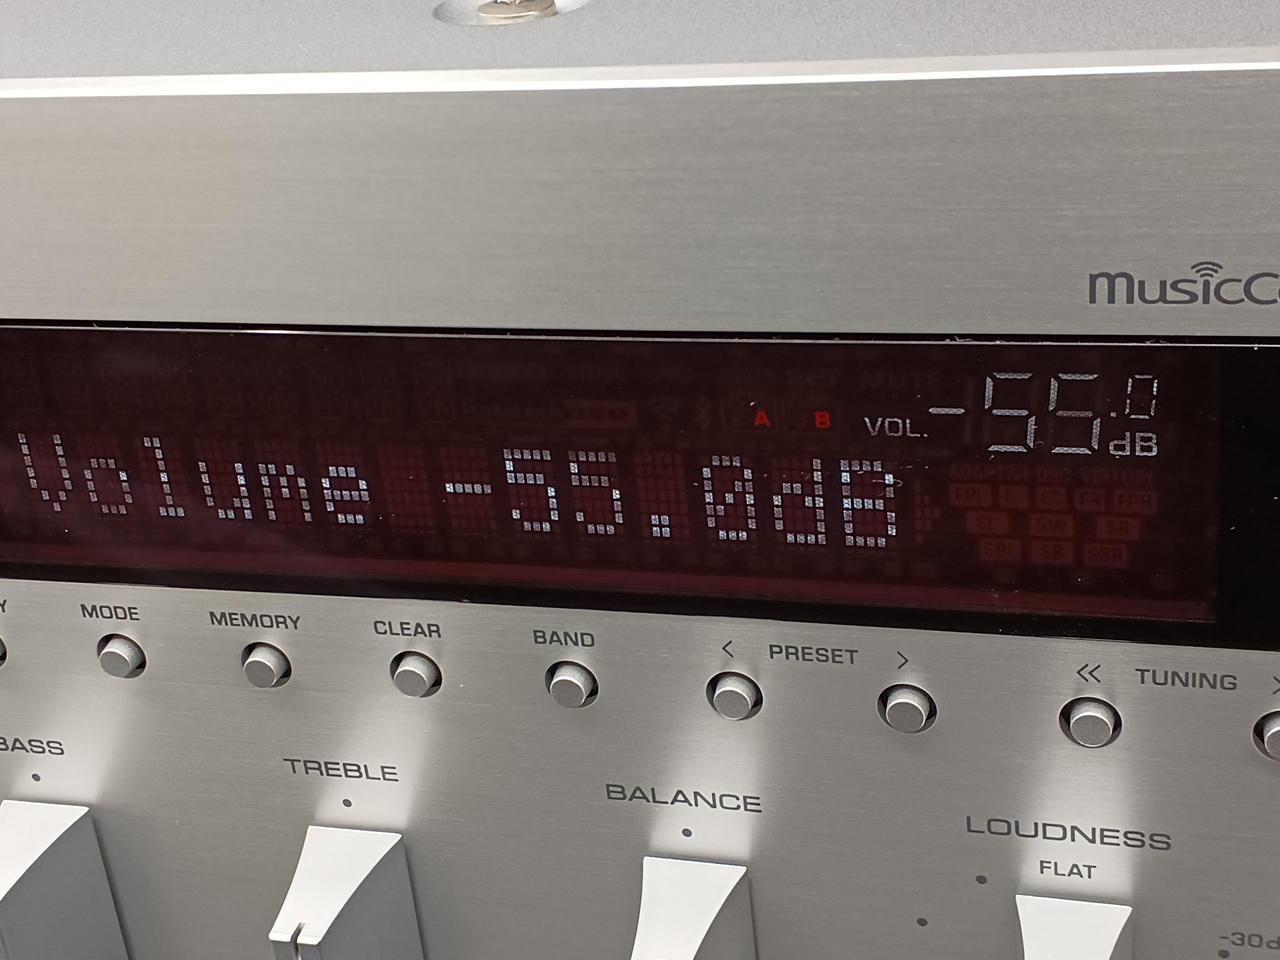 MusicC
A B VOL. -55.0
dB
Volume -55.0dB
MODE MEMORY CLEAR BAND < PRESET > << TUNING
BASS TREBLE BALANCE LOUDNESS
FLAT
-30d